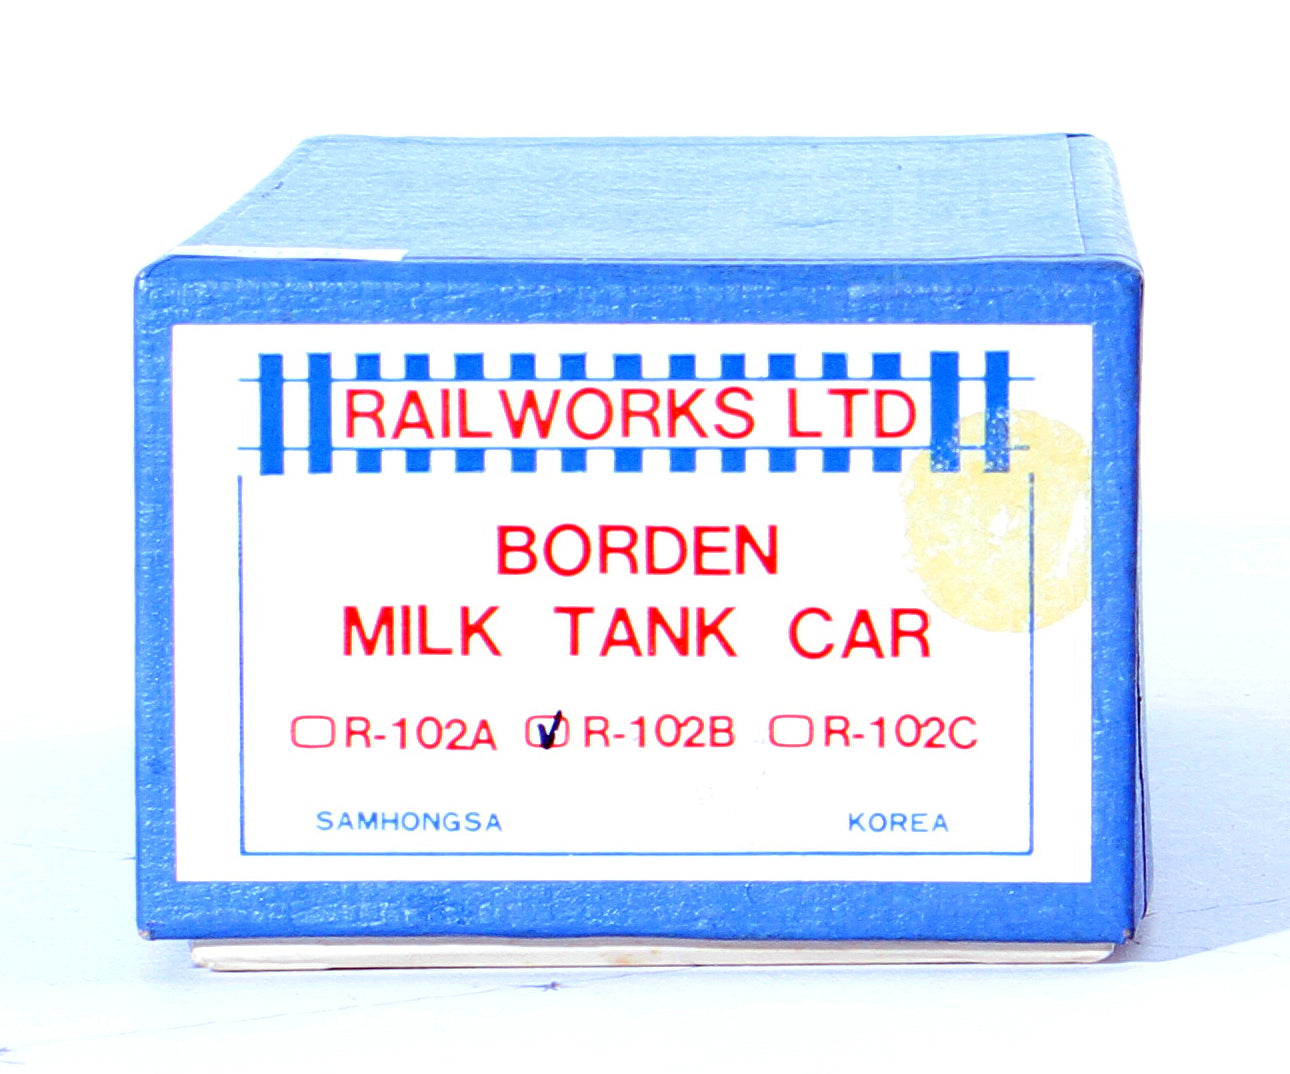 RAILWORKS LTD
BORDEN
MILK TANK CAR
R-102A R-102B R-102C
SAMHONGSA KOREA